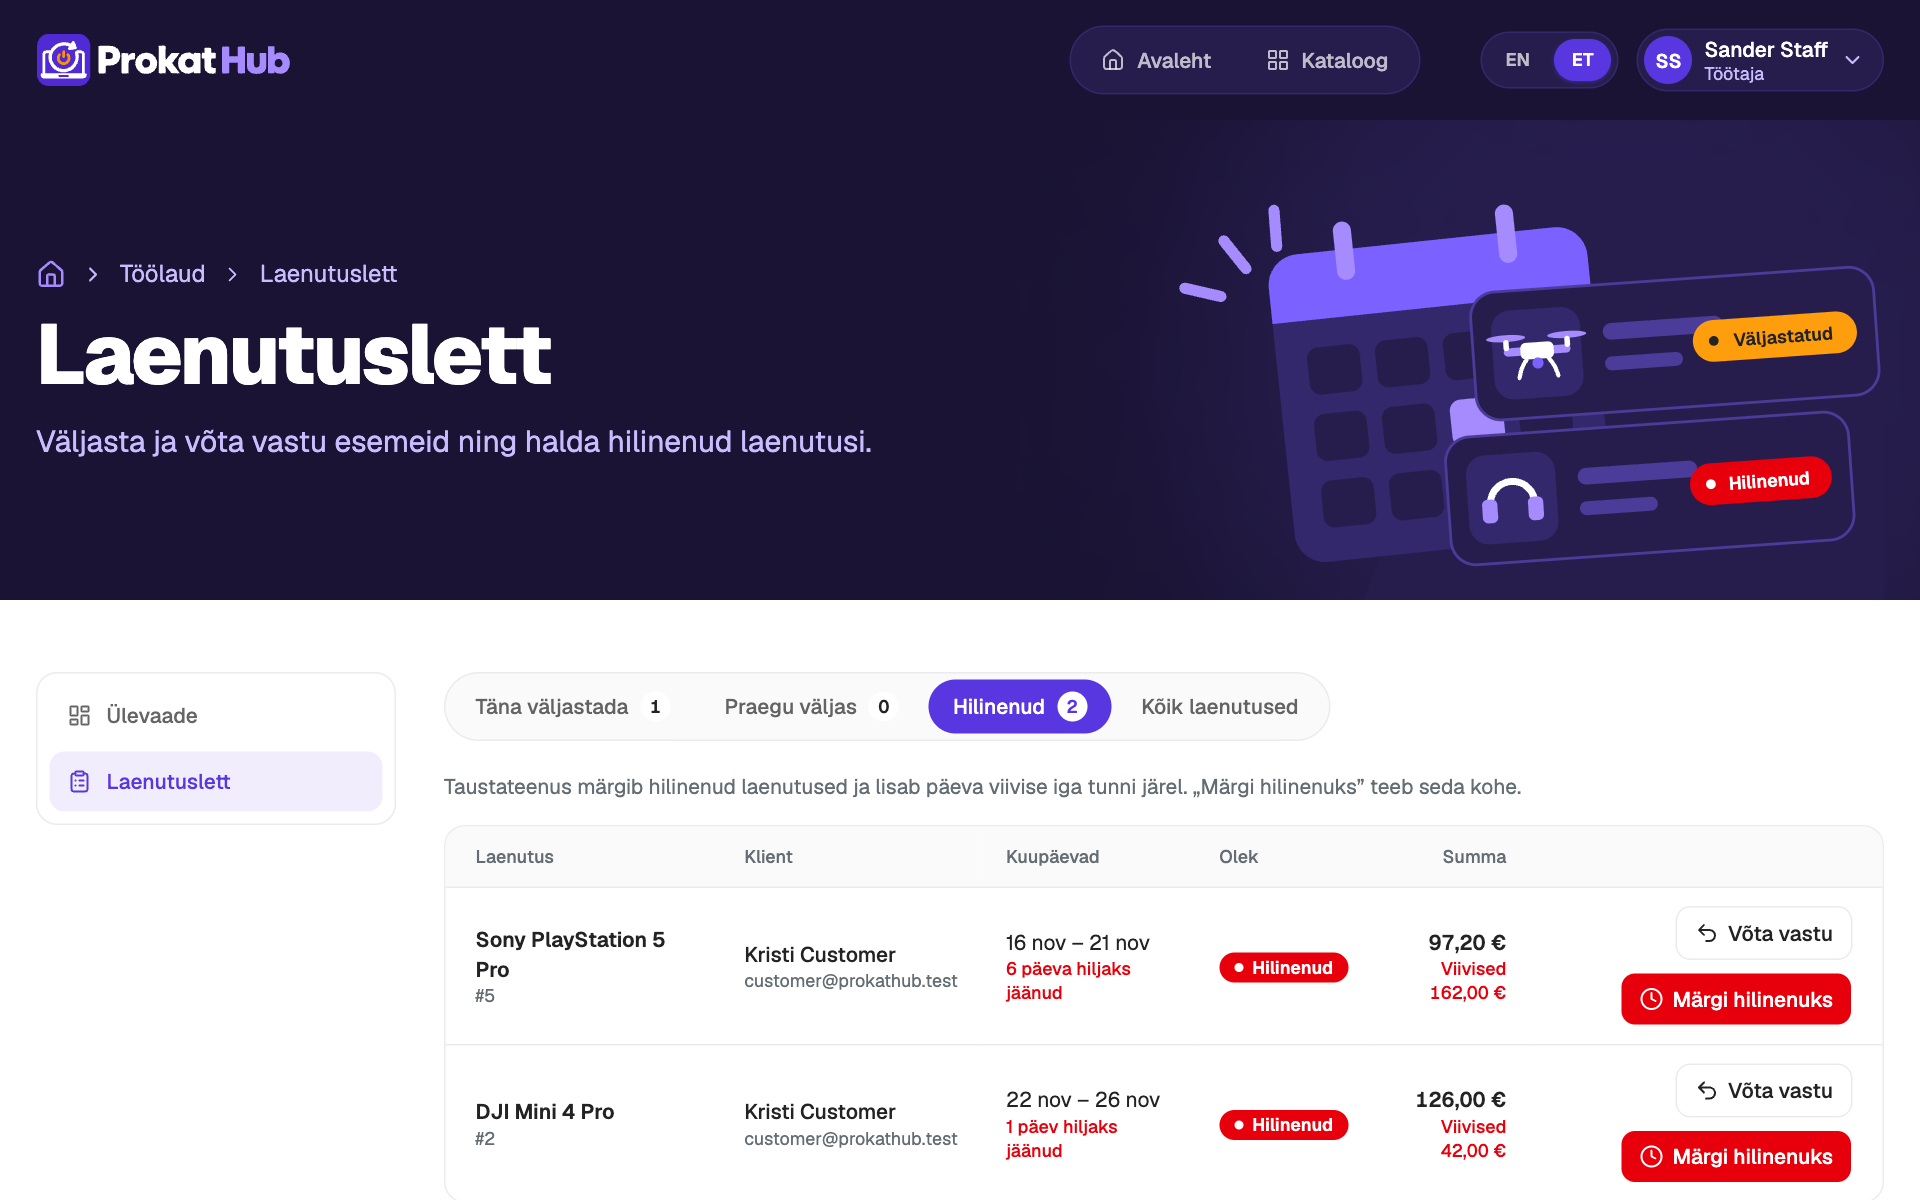 ProkatHub
Avaleht
Kataloog
EN
ET
SS
Sander Staff
Töötaja
Töölaud
Laenutuslett
Laenutuslett
Väljasta ja võta vastu esemeid ning halda hilinenud laenutusi.
Väljastatud
Hilinenud
Ülevaade
Laenutuslett
Täna väljastada 1
Praegu väljas 0
Hilinenud 2
Kõik laenutused
Taustateenus märgib hilinenud laenutused ja lisab päeva viivise iga tunni järel. „Märgi hilinenuks” teeb seda kohe.
Laenutus Klient Kuupäevad Olek Summa
Sony PlayStation 5
Pro
#5
Kristi Customer
customer@prokathub.test
16 nov – 21 nov
6 päeva hiljaks
jäänud
Hilinenud
97,20 €
Viivised
162,00 €
Võta vastu
Märgi hilinenuks
DJI Mini 4 Pro
#2
Kristi Customer
customer@prokathub.test
22 nov – 26 nov
1 päev hiljaks
jäänud
Hilinenud
126,00 €
Viivised
42,00 €
Võta vastu
Märgi hilinenuks